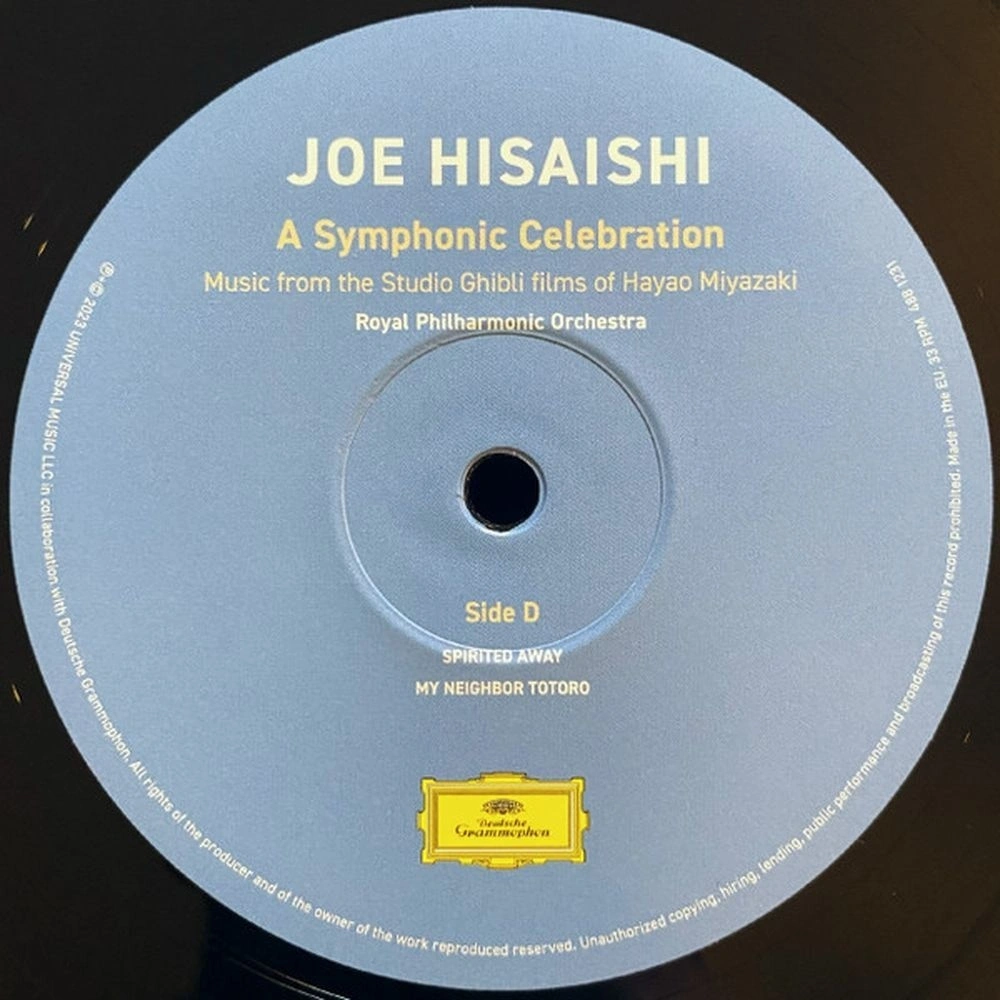 JOE HISAISHI
A Symphonic Celebration
Music from the Studio Ghibli films of Hayao Miyazaki
Royal Philharmonic Orchestra
Side D
SPIRITED AWAY
MY NEIGHBOR TOTORO
Deutsche
Grammophon
℗+© 2023 UNIVERSAL MUSIC LLC in collaboration with Deutsche Grammophon. All rights of the producer and of the owner of the work reproduced reserved. Unauthorized copying, hiring, lending, public performance and broadcasting of this record prohibited. Made in the EU. 33 RPM 488 1231